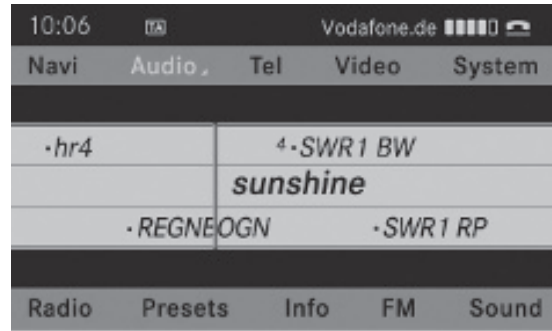 10:06 TA Vodafone.de
Navi Audio Tel Video System
·hr4 4·SWR1 BW
sunshine
·REGNEOGN ·SWR1 RP
Radio Presets Info FM Sound